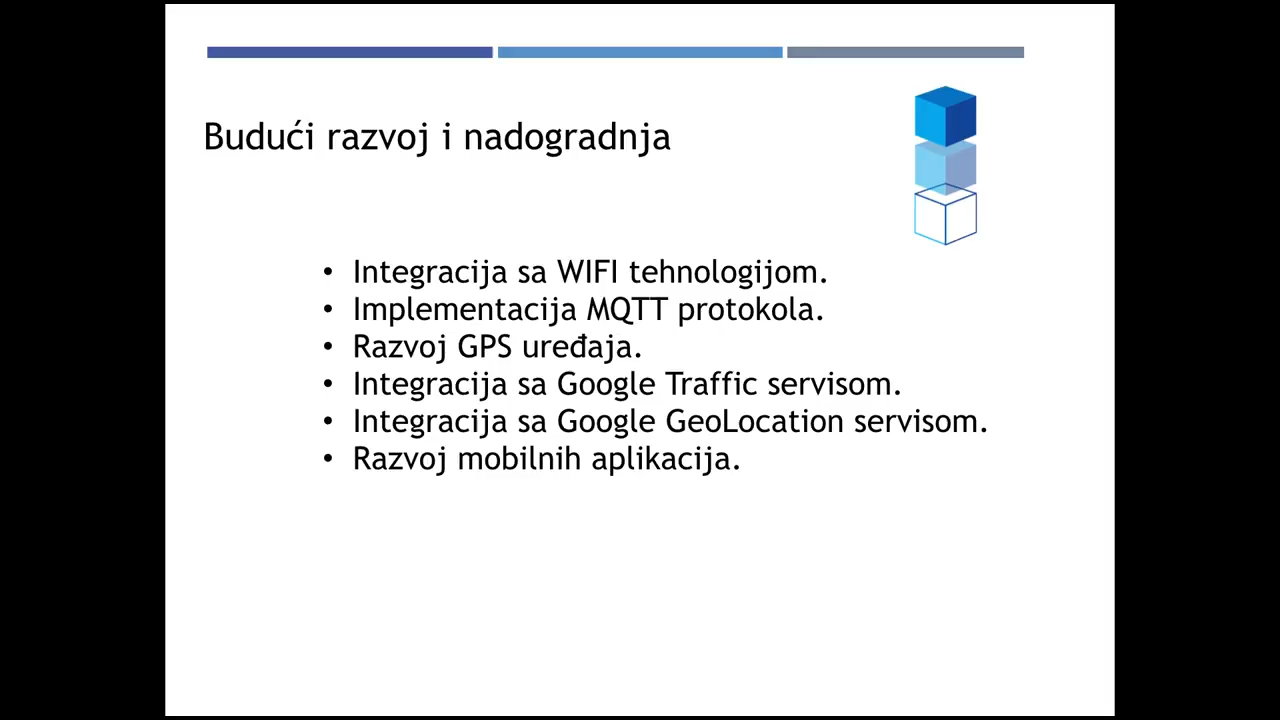 Budući razvoj i nadogradnja
• Integracija sa WIFI tehnologijom.
• Implementacija MQTT protokola.
• Razvoj GPS uređaja.
• Integracija sa Google Traffic servisom.
• Integracija sa Google GeoLocation servisom.
• Razvoj mobilnih aplikacija.